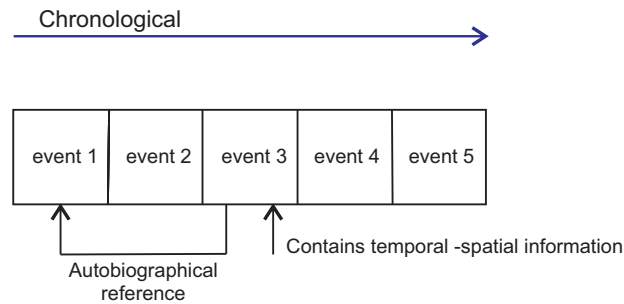 Chronological
event 1
event 2
event 3
event 4
event 5
Contains temporal -spatial information
Autobiographical
reference